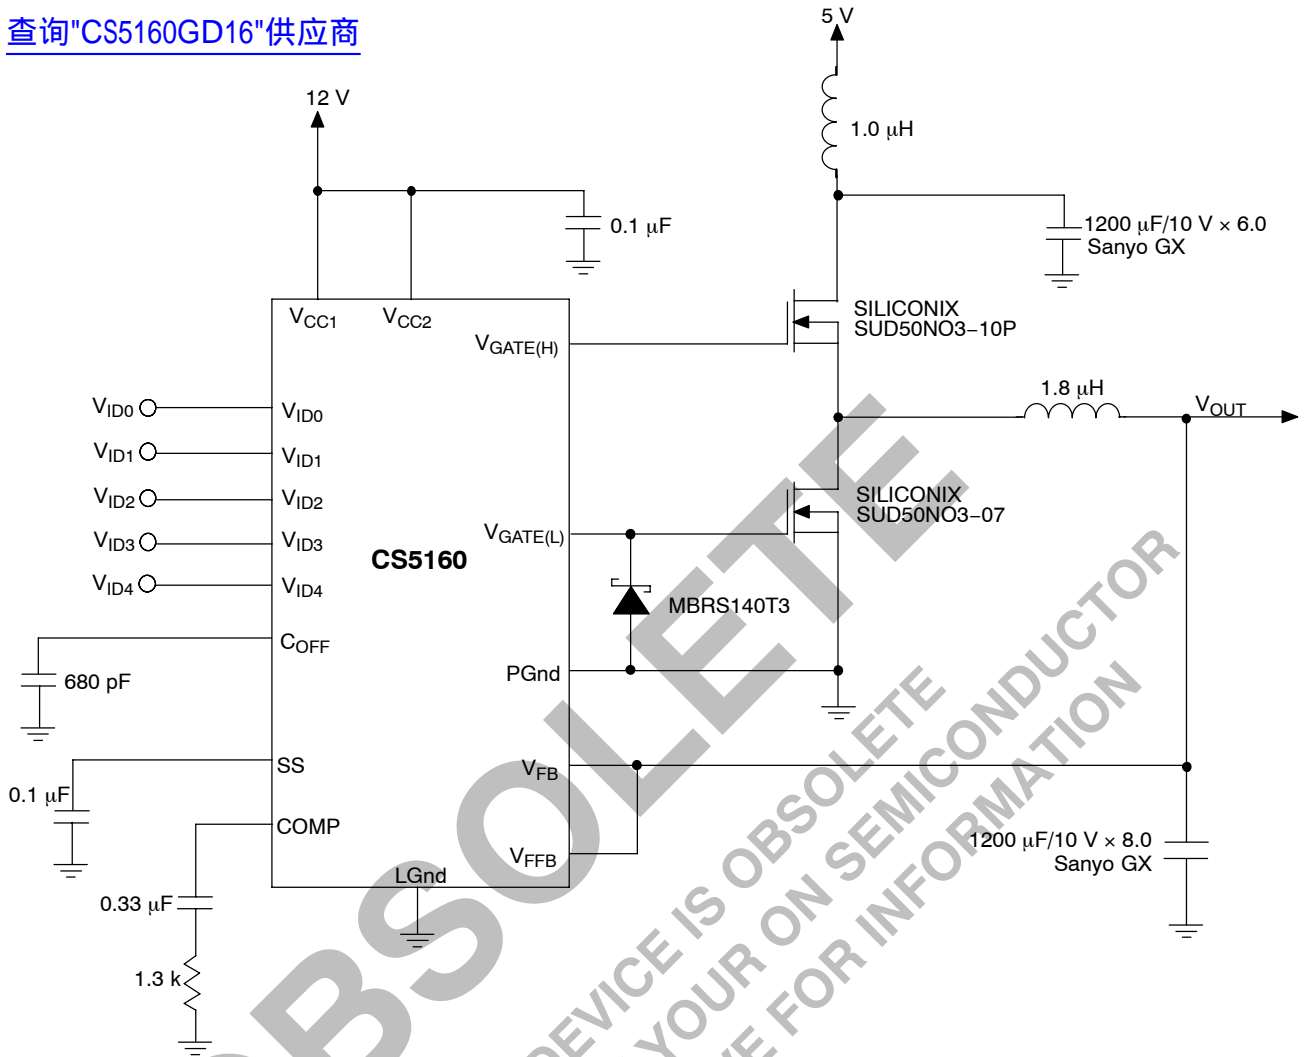 查询"CS5160GD16"供应商
5 V
12 V
1.0 μH
0.1 μF
1200 μF/10 V × 6.0
Sanyo GX
VCC1
VCC2
VGATE(H)
SILICONIX
SUD50NO3−10P
1.8 μH
VOUT
VID0
VID0
VID1
VID1
VID2
VID2
VID3
VID3
VID4
VID4
CS5160
VGATE(L)
SILICONIX
SUD50NO3−07
MBRS140T3
COFF
680 pF
PGnd
SS
VFB
0.1 μF
COMP
VFFB
1200 μF/10 V × 8.0
Sanyo GX
LGnd
0.33 μF
1.3 k
OBSOLETE
DEVICE IS OBSOLETE
YOUR ON SEMICONDUCTOR
FOR INFORMATION